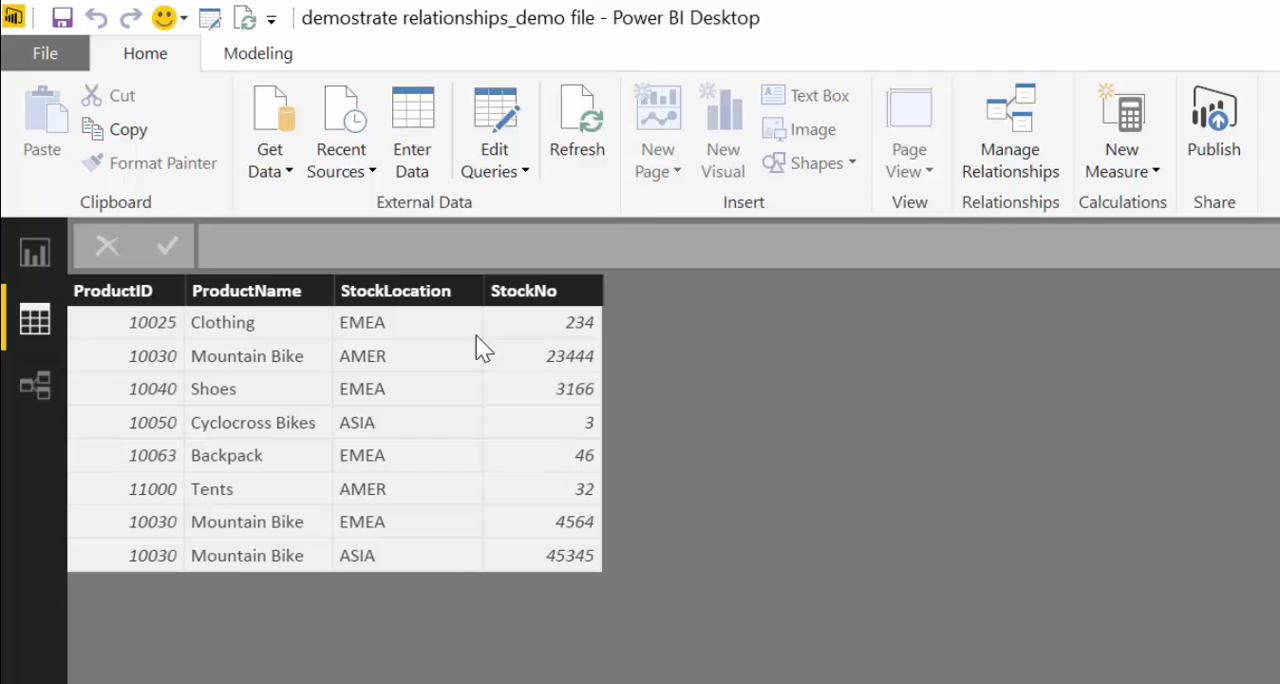 demostrate relationships_demo file - Power BI Desktop
File Home Modeling
Paste
Cut
Copy
Format Painter
Clipboard
Get Data
Recent Sources
Enter Data
Edit Queries
Refresh
External Data
New Page
New Visual
Text Box
Image
Shapes
Insert
Page View
View
Manage Relationships
Relationships
New Measure
Calculations
Publish
Share
ProductID ProductName StockLocation StockNo
10025 Clothing EMEA 234
10030 Mountain Bike AMER 23444
10040 Shoes EMEA 3166
10050 Cyclocross Bikes ASIA 3
10063 Backpack EMEA 46
11000 Tents AMER 32
10030 Mountain Bike EMEA 4564
10030 Mountain Bike ASIA 45345